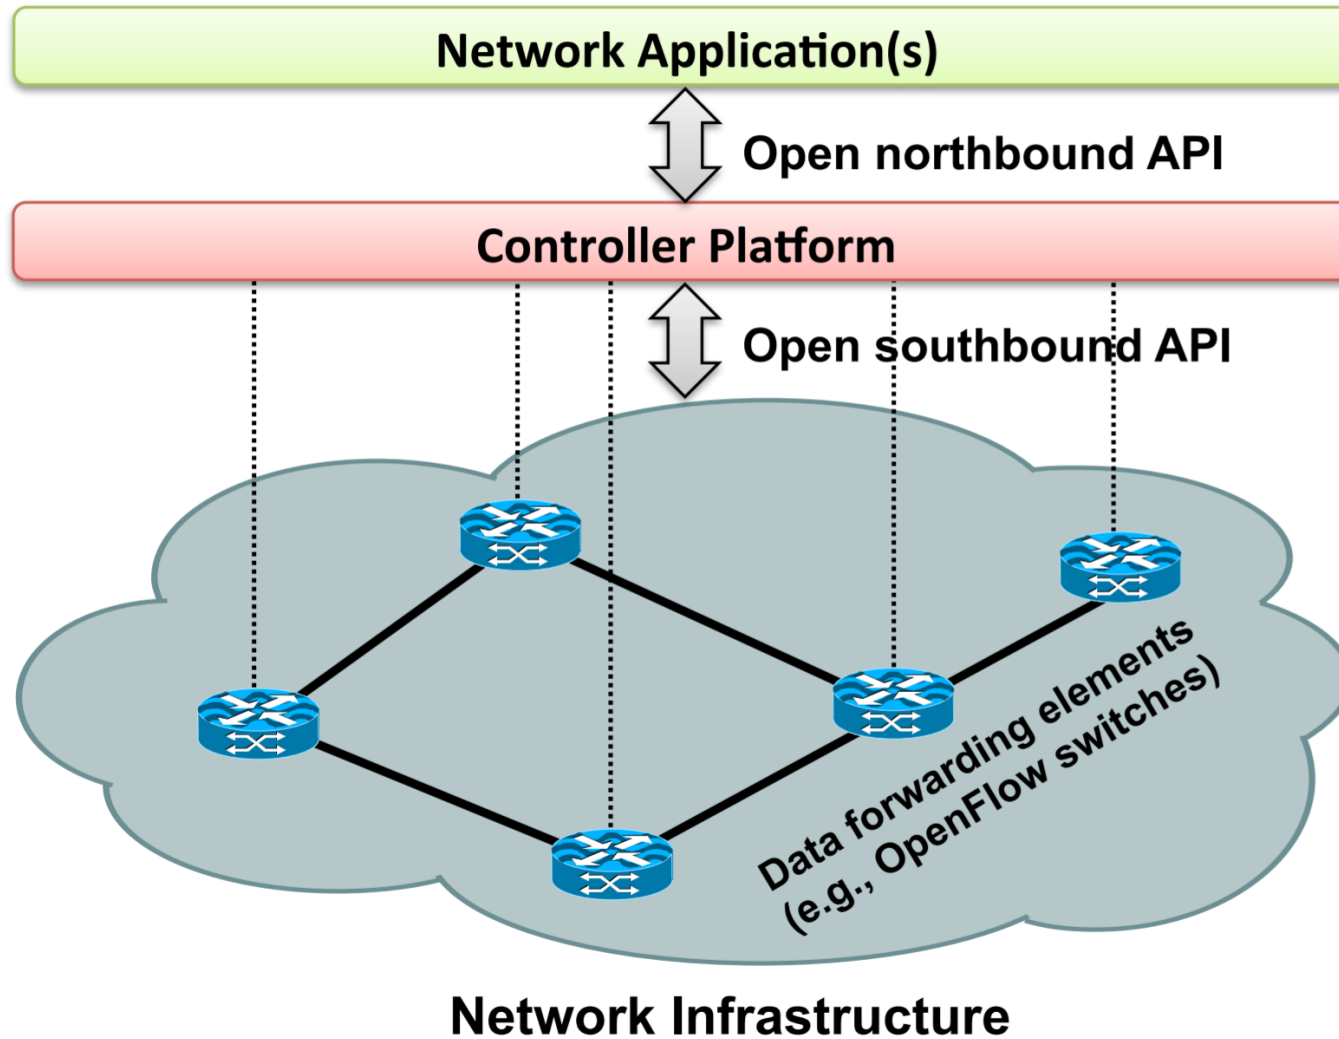 Network Application(s)
Open northbound API
Controller Platform
Open southbound API
Data forwarding elements
(e.g., OpenFlow switches)
Network Infrastructure